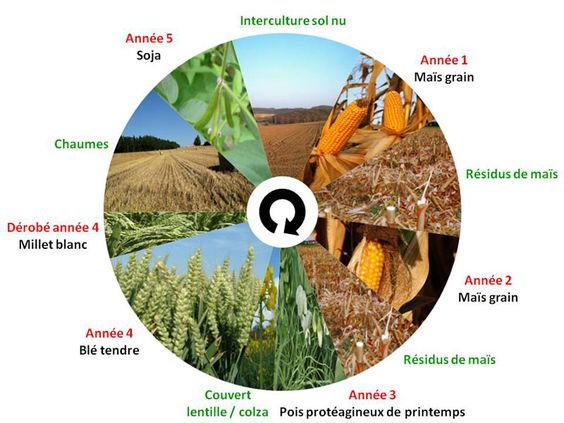 Interculture sol nu
Année 1
Maïs grain
Résidus de maïs
Année 2
Maïs grain
Résidus de maïs
Année 3
Pois protéagineux de printemps
Couvert
lentille / colza
Année 4
Blé tendre
Dérobé année 4
Millet blanc
Chaumes
Année 5
Soja